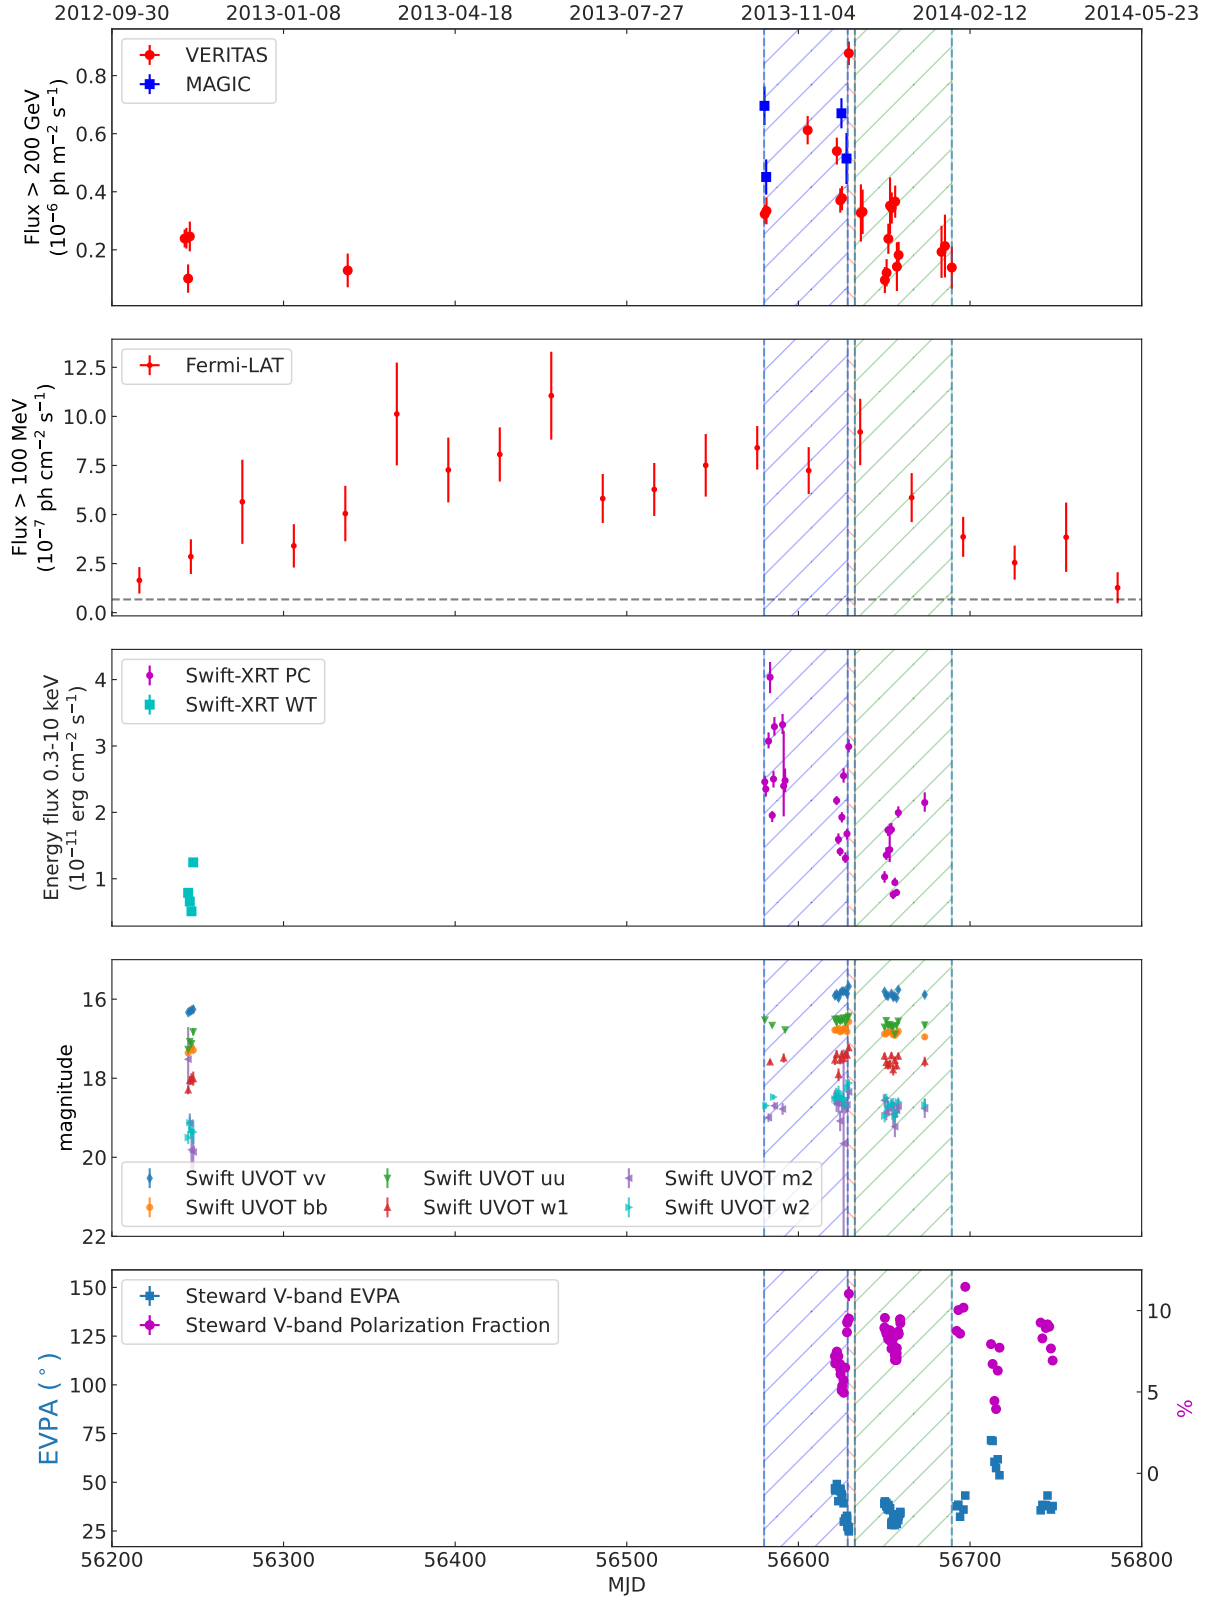 2012-09-30 2013-01-08 2013-04-18 2013-07-27 2013-11-04 2014-02-12 2014-05-23
VERITAS
MAGIC
Flux > 200 GeV
(10⁻⁶ ph m⁻² s⁻¹)
0.8
0.6
0.4
0.2
Fermi-LAT
Flux > 100 MeV
(10⁻⁷ ph cm⁻² s⁻¹)
12.5
10.0
7.5
5.0
2.5
0.0
Swift-XRT PC
Swift-XRT WT
Energy flux 0.3-10 keV
(10⁻¹¹ erg cm⁻² s⁻¹)
4
3
2
1
magnitude
16
18
20
22
Swift UVOT vv Swift UVOT uu Swift UVOT m2
Swift UVOT bb Swift UVOT w1 Swift UVOT w2
Steward V-band EVPA
Steward V-band Polarization Fraction
EVPA (°)
150
125
100
75
50
25
10
5
0
%
56200 56300 56400 56500 56600 56700 56800
MJD